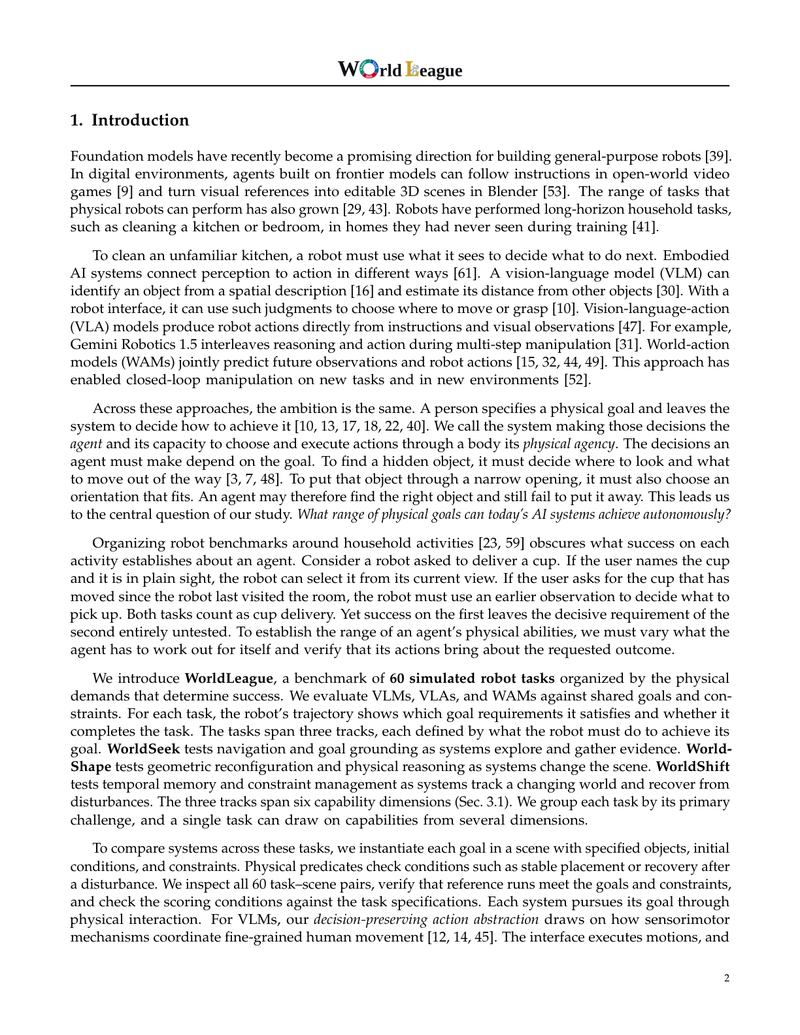 World League
1. Introduction
Foundation models have recently become a promising direction for building general-purpose robots [39].
In digital environments, agents built on frontier models can follow instructions in open-world video
games [9] and turn visual references into editable 3D scenes in Blender [53]. The range of tasks that
physical robots can perform has also grown [29, 43]. Robots have performed long-horizon household tasks,
such as cleaning a kitchen or bedroom, in homes they had never seen during training [41].
To clean an unfamiliar kitchen, a robot must use what it sees to decide what to do next. Embodied
AI systems connect perception to action in different ways [61]. A vision-language model (VLM) can
identify an object from a spatial description [16] and estimate its distance from other objects [30]. With a
robot interface, it can use such judgments to choose where to move or grasp [10]. Vision-language-action
(VLA) models produce robot actions directly from instructions and visual observations [47]. For example,
Gemini Robotics 1.5 interleaves reasoning and action during multi-step manipulation [31]. World-action
models (WAMs) jointly predict future observations and robot actions [15, 32, 44, 49]. This approach has
enabled closed-loop manipulation on new tasks and in new environments [52].
Across these approaches, the ambition is the same. A person specifies a physical goal and leaves the
system to decide how to achieve it [10, 13, 17, 18, 22, 40]. We call the system making those decisions the
agent and its capacity to choose and execute actions through a body its physical agency. The decisions an
agent must make depend on the goal. To find a hidden object, it must decide where to look and what
to move out of the way [3, 7, 48]. To put that object through a narrow opening, it must also choose an
orientation that fits. An agent may therefore find the right object and still fail to put it away. This leads us
to the central question of our study. What range of physical goals can today's AI systems achieve autonomously?
Organizing robot benchmarks around household activities [23, 59] obscures what success on each
activity establishes about an agent. Consider a robot asked to deliver a cup. If the user names the cup
and it is in plain sight, the robot can select it from its current view. If the user asks for the cup that has
moved since the robot last visited the room, the robot must use an earlier observation to decide what to
pick up. Both tasks count as cup delivery. Yet success on the first leaves the decisive requirement of the
second entirely untested. To establish the range of an agent's physical abilities, we must vary what the
agent has to work out for itself and verify that its actions bring about the requested outcome.
We introduce WorldLeague, a benchmark of 60 simulated robot tasks organized by the physical
demands that determine success. We evaluate VLMs, VLAs, and WAMs against shared goals and con-
straints. For each task, the robot's trajectory shows which goal requirements it satisfies and whether it
completes the task. The tasks span three tracks, each defined by what the robot must do to achieve its
goal. WorldSeek tests navigation and goal grounding as systems explore and gather evidence. World-
Shape tests geometric reconfiguration and physical reasoning as systems change the scene. WorldShift
tests temporal memory and constraint management as systems track a changing world and recover from
disturbances. The three tracks span six capability dimensions (Sec. 3.1). We group each task by its primary
challenge, and a single task can draw on capabilities from several dimensions.
To compare systems across these tasks, we instantiate each goal in a scene with specified objects, initial
conditions, and constraints. Physical predicates check conditions such as stable placement or recovery after
a disturbance. We inspect all 60 task–scene pairs, verify that reference runs meet the goals and constraints,
and check the scoring conditions against the task specifications. Each system pursues its goal through
physical interaction. For VLMs, our decision-preserving action abstraction draws on how sensorimotor
mechanisms coordinate fine-grained human movement [12, 14, 45]. The interface executes motions, and
2